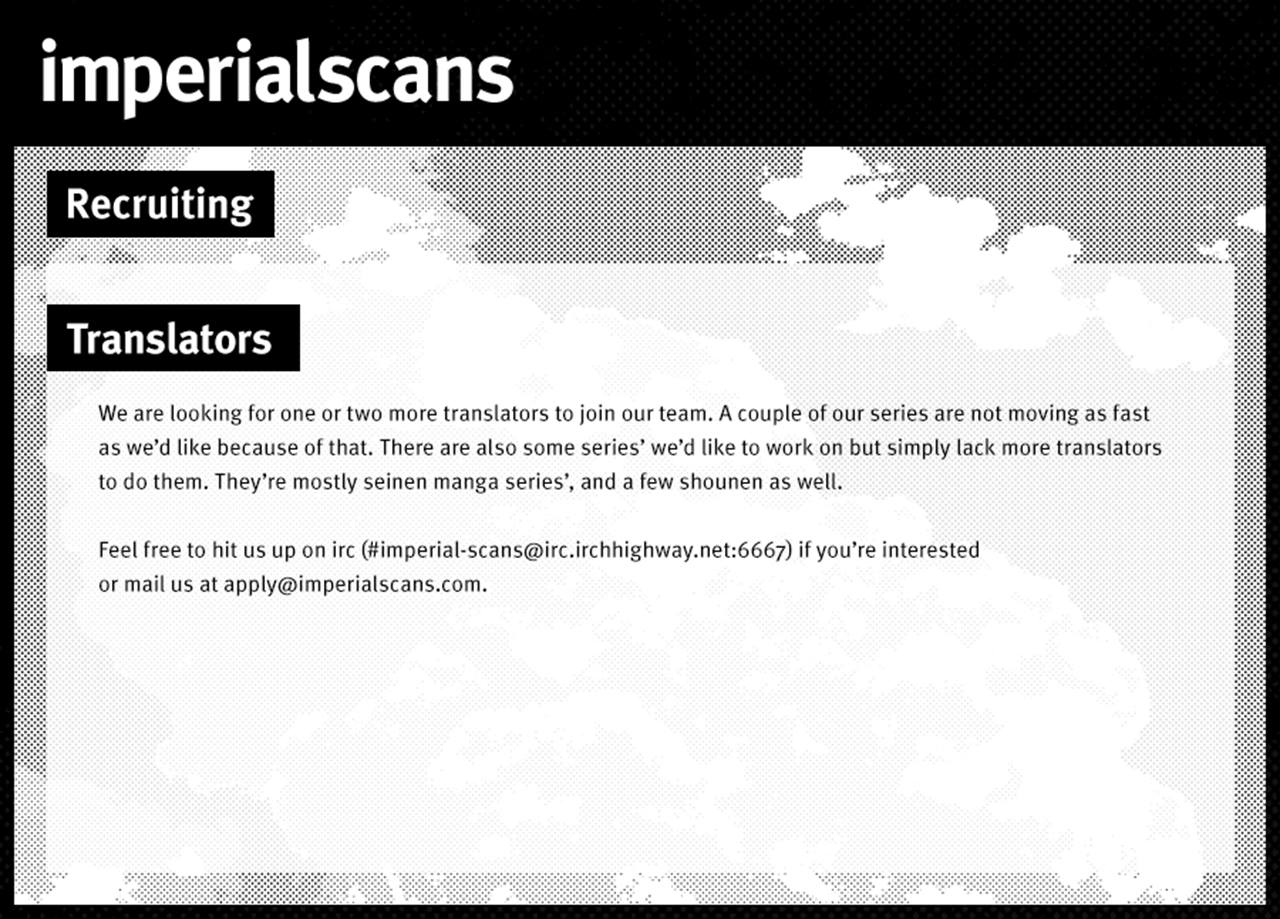 imperialscans
Recruiting
Translators
We are looking for one or two more translators to join our team. A couple of our series are not moving as fast
as we’d like because of that. There are also some series’ we’d like to work on but simply lack more translators
to do them. They’re mostly seinen manga series’, and a few shounen as well.
Feel free to hit us up on irc (#imperial-scans@irc.irchhighway.net:6667) if you’re interested
or mail us at apply@imperialscans.com.